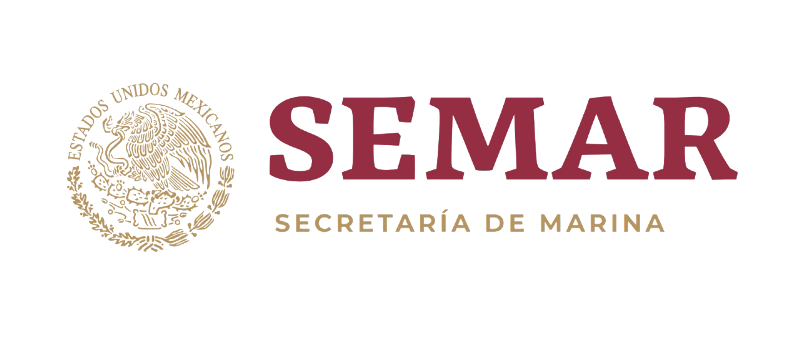 ESTADOS UNIDOS MEXICANOS
SEMAR
SECRETARÍA DE MARINA